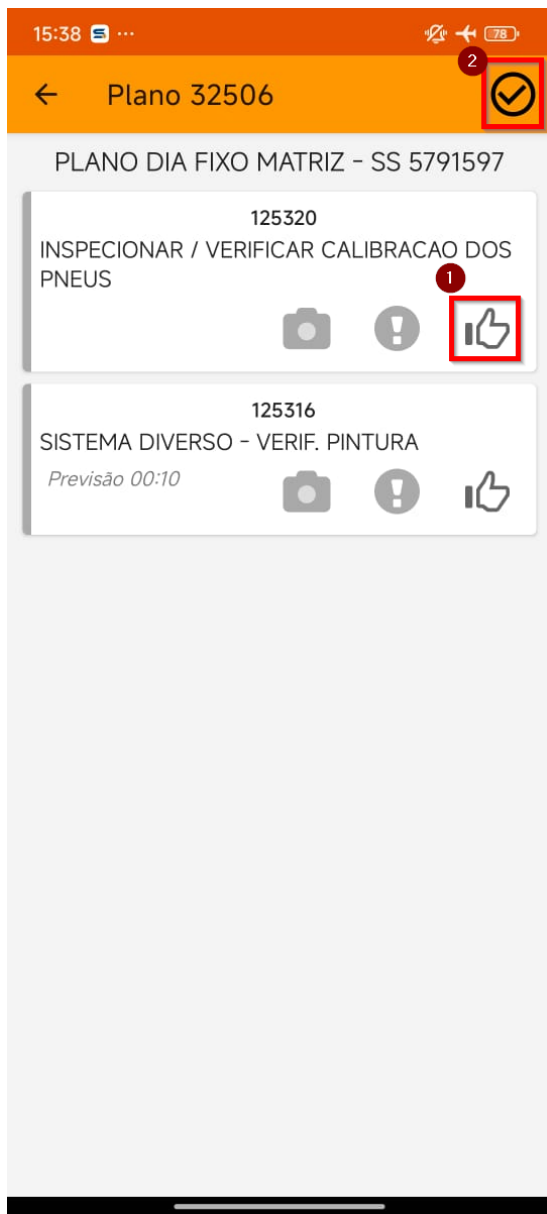 15:38
78
2
Plano 32506
PLANO DIA FIXO MATRIZ - SS 5791597
125320
INSPECIONAR / VERIFICAR CALIBRACAO DOS
PNEUS
1
125316
SISTEMA DIVERSO - VERIF. PINTURA
Previsão 00:10